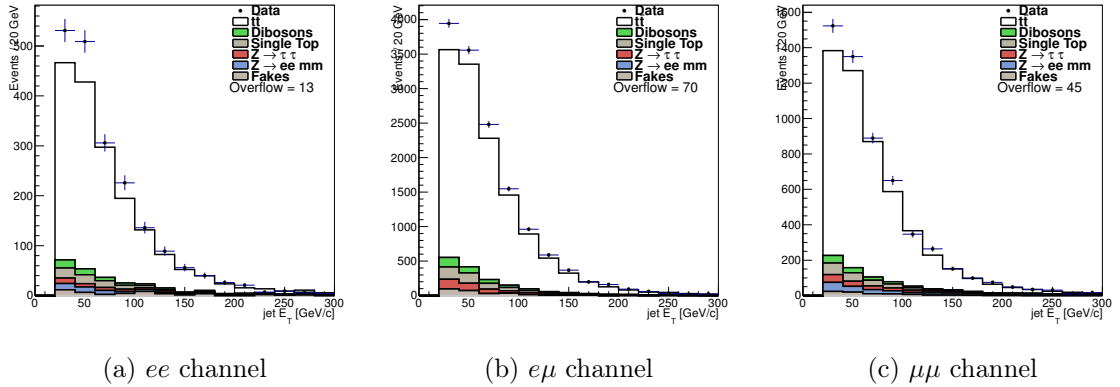 Events / 20 GeV
500
400
300
200
100
0
50 100 150 200 250 300
jet E_T [GeV/c]
Data
tt
Dibosons
Single Top
Z → τ τ
Z → ee mm
Fakes
Overflow = 13
(a) ee channel
Events / 20 GeV
4000
3500
3000
2500
2000
1500
1000
500
0
50 100 150 200 250 300
jet E_T [GeV/c]
Data
tt
Dibosons
Single Top
Z → τ τ
Z → ee mm
Fakes
Overflow = 70
(b) eμ channel
Events / 20 GeV
1600
1400
1200
1000
800
600
400
200
0
50 100 150 200 250 300
jet E_T [GeV/c]
Data
tt
Dibosons
Single Top
Z → τ τ
Z → ee mm
Fakes
Overflow = 45
(c) μμ channel